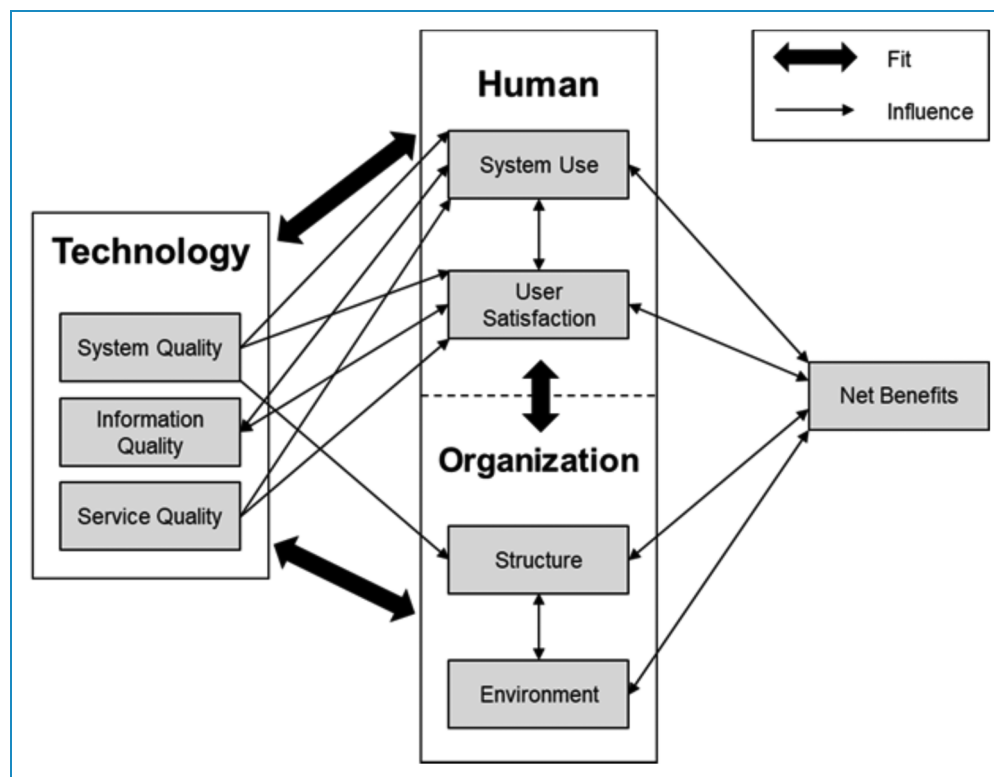 Human
Fit
Influence
System Use
Technology
User
Satisfaction
System Quality
Information
Quality
Service Quality
Net Benefits
Organization
Structure
Environment